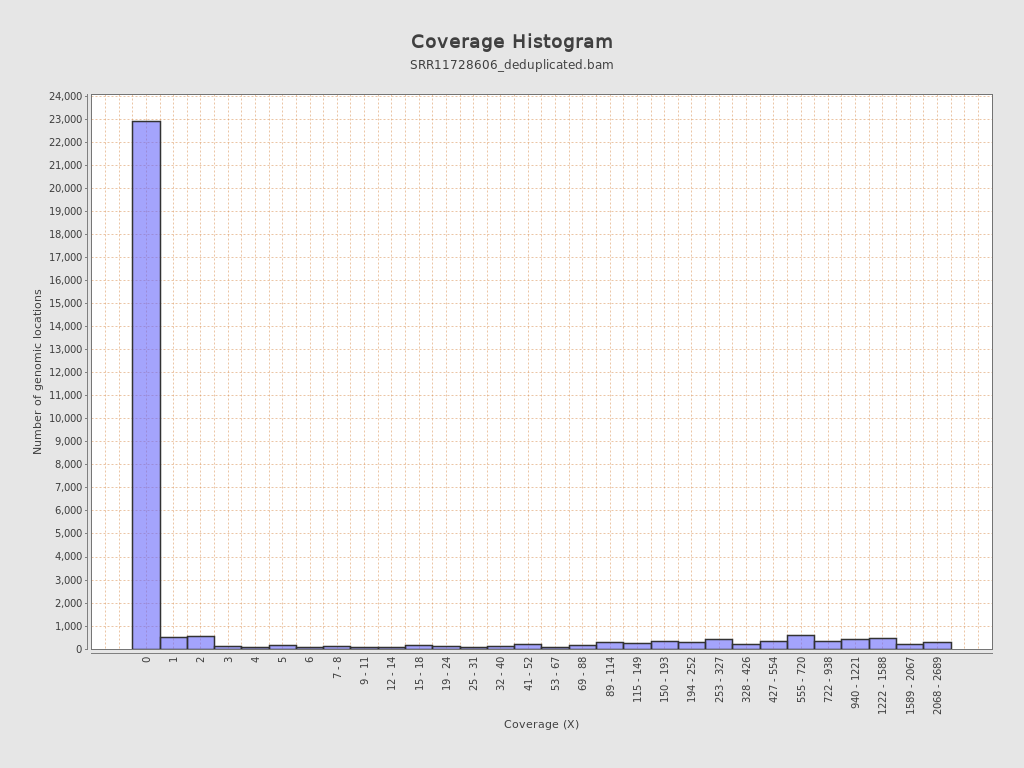 Coverage Histogram
SRR11728606_deduplicated.bam
24,000
23,000
22,000
21,000
20,000
19,000
18,000
17,000
16,000
15,000
14,000
13,000
12,000
11,000
10,000
9,000
8,000
7,000
6,000
5,000
4,000
3,000
2,000
1,000
0
Number of genomic locations
0
1
2
3
4
5
6
7 - 8
9 - 11
12 - 14
15 - 18
19 - 24
25 - 31
32 - 40
41 - 52
53 - 67
69 - 88
89 - 114
115 - 149
150 - 193
194 - 252
253 - 327
328 - 426
427 - 554
555 - 720
722 - 938
940 - 1221
1222 - 1588
1589 - 2067
2068 - 2689
Coverage (X)